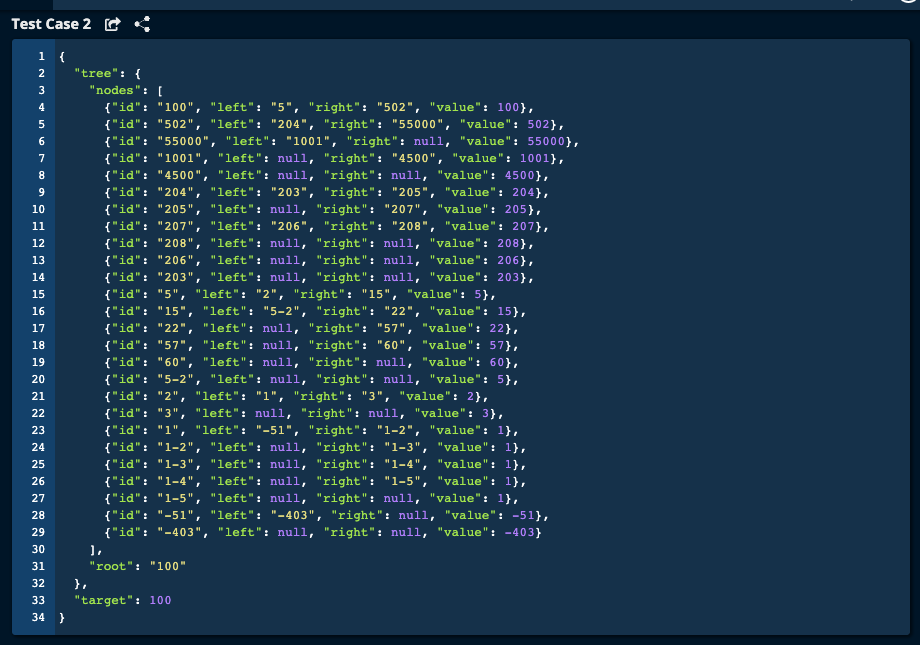 Test Case 2
1 {
2 "tree": {
3 "nodes": [
4 {"id": "100", "left": "5", "right": "502", "value": 100},
5 {"id": "502", "left": "204", "right": "55000", "value": 502},
6 {"id": "55000", "left": "1001", "right": null, "value": 55000},
7 {"id": "1001", "left": null, "right": "4500", "value": 1001},
8 {"id": "4500", "left": null, "right": null, "value": 4500},
9 {"id": "204", "left": "203", "right": "205", "value": 204},
10 {"id": "205", "left": null, "right": "207", "value": 205},
11 {"id": "207", "left": "206", "right": "208", "value": 207},
12 {"id": "208", "left": null, "right": null, "value": 208},
13 {"id": "206", "left": null, "right": null, "value": 206},
14 {"id": "203", "left": null, "right": null, "value": 203},
15 {"id": "5", "left": "2", "right": "15", "value": 5},
16 {"id": "15", "left": "5-2", "right": "22", "value": 15},
17 {"id": "22", "left": null, "right": "57", "value": 22},
18 {"id": "57", "left": null, "right": "60", "value": 57},
19 {"id": "60", "left": null, "right": null, "value": 60},
20 {"id": "5-2", "left": null, "right": null, "value": 5},
21 {"id": "2", "left": "1", "right": "3", "value": 2},
22 {"id": "3", "left": null, "right": null, "value": 3},
23 {"id": "1", "left": "-51", "right": "1-2", "value": 1},
24 {"id": "1-2", "left": null, "right": "1-3", "value": 1},
25 {"id": "1-3", "left": null, "right": "1-4", "value": 1},
26 {"id": "1-4", "left": null, "right": "1-5", "value": 1},
27 {"id": "1-5", "left": null, "right": null, "value": 1},
28 {"id": "-51", "left": "-403", "right": null, "value": -51},
29 {"id": "-403", "left": null, "right": null, "value": -403}
30 ],
31 "root": "100"
32 },
33 "target": 100
34 }